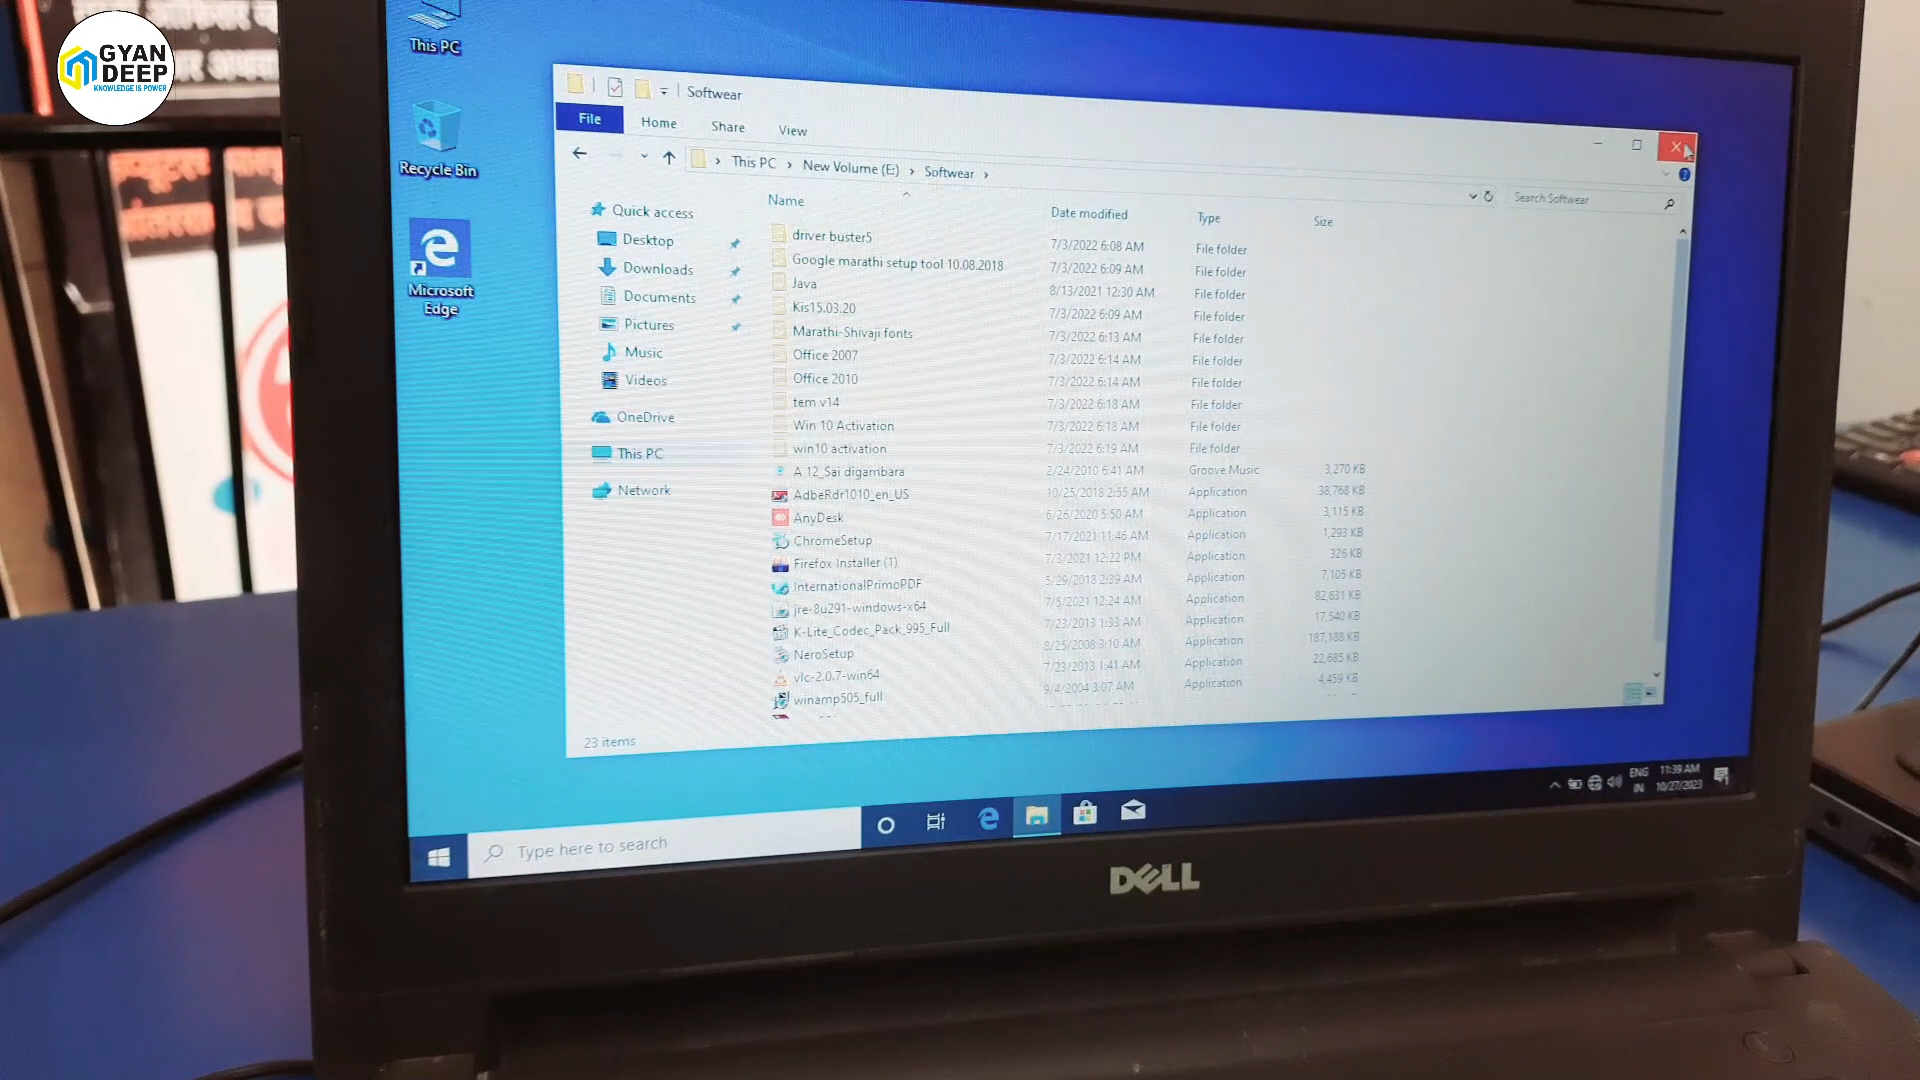 GYAN
DEEP
KNOWLEDGE IS POWER
This PC
Recycle Bin
Microsoft
Edge
Softwear
File Home Share View
This PC › New Volume (E:) › Softwear ›
Search Softwear
Quick access
Desktop
Downloads
Documents
Pictures
Music
Videos
OneDrive
This PC
Network
Name Date modified Type Size
driver buster5 7/3/2022 6:08 AM File folder
Google marathi setup tool 10.08.2018 7/3/2022 6:09 AM File folder
Java 8/13/2021 12:30 AM File folder
Kis15.03.20 7/3/2022 6:09 AM File folder
Marathi-Shivaji fonts 7/3/2022 6:13 AM File folder
Office 2007 7/3/2022 6:14 AM File folder
Office 2010 7/3/2022 6:14 AM File folder
tem v14 7/3/2022 6:18 AM File folder
Win 10 Activation 7/3/2022 6:18 AM File folder
win10 activation 7/3/2022 6:19 AM File folder
A 12_Sai digambara 2/24/2010 6:41 AM Groove Music 3,270 KB
AdbeRdr1010_en_US 10/25/2018 2:55 AM Application 38,768 KB
AnyDesk 6/26/2020 5:50 AM Application 3,115 KB
ChromeSetup 7/17/2021 11:46 AM Application 1,293 KB
Firefox Installer (1) 7/3/2021 12:22 PM Application 326 KB
InternationalPrimoPDF 5/29/2018 2:39 AM Application 7,105 KB
jre-8u291-windows-x64 7/5/2021 12:24 AM Application 82,631 KB
K-Lite_Codec_Pack_995_Full 7/23/2013 1:33 AM Application 17,540 KB
NeroSetup 8/25/2008 3:10 AM Application 187,188 KB
vlc-2.0.7-win64 7/23/2013 1:41 AM Application 22,685 KB
winamp505_full 9/4/2004 3:07 AM Application 4,459 KB
23 items
Type here to search
ENG
IN
11:39 AM
10/27/2023
DELL